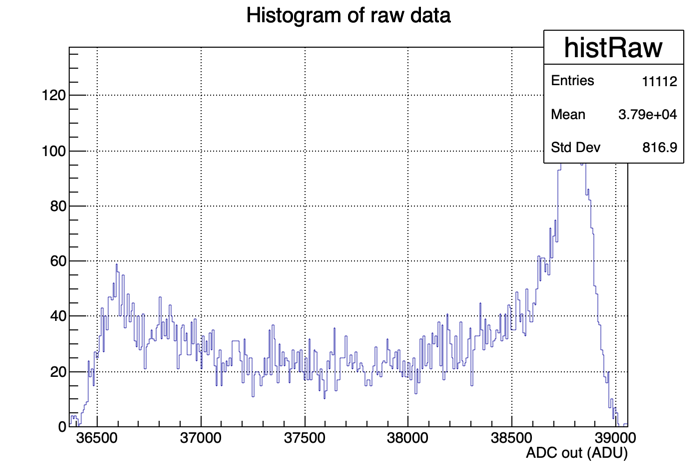 Histogram of raw data
histRaw
Entries 11112
Mean 3.79e+04
Std Dev 816.9
120
100
80
60
40
20
0
36500 37000 37500 38000 38500 39000
ADC out (ADU)